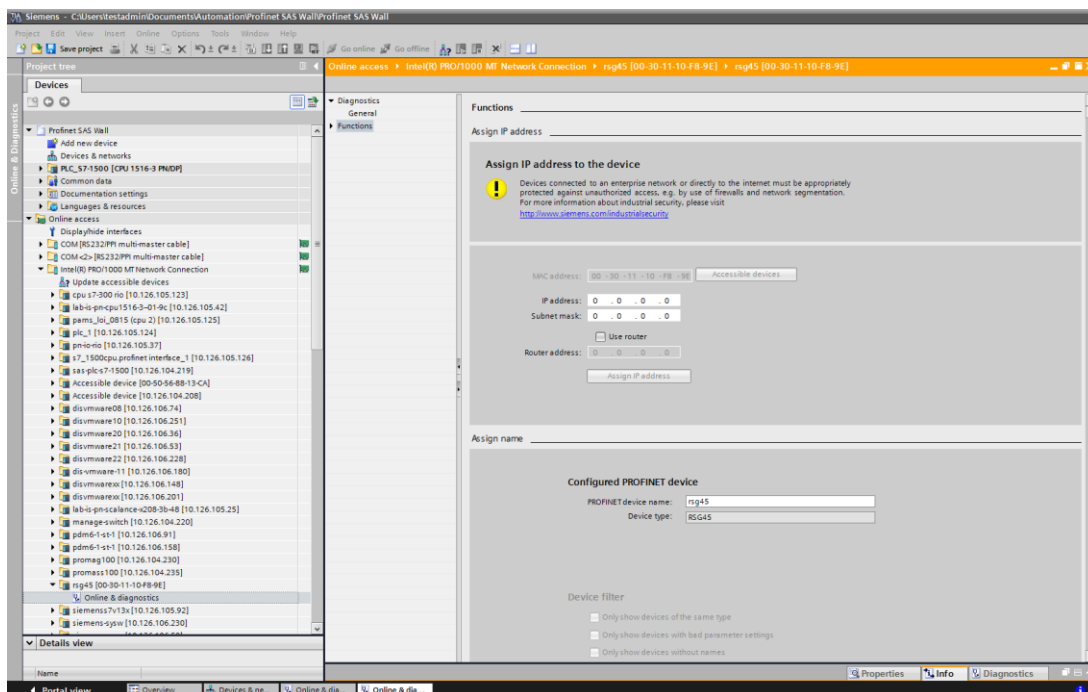 Siemens - C:\Users\testadmin\Documents\Automation\Profinet SAS Wall\Profinet SAS Wall
Project Edit View Insert Online Options Tools Window Help
Save project Go online Go offline
Project tree
Online access ▸ Intel(R) PRO/1000 MT Network Connection ▸ rsg45 [00-30-11-10-F8-9E] ▸ rsg45 [00-30-11-10-F8-9E]
Devices
Online & Diagnostics
Profinet SAS Wall
Add new device
Devices & networks
PLC_S7-1500 [CPU 1516-3 PN/DP]
Common data
Documentation settings
Languages & resources
Online access
Display/hide interfaces
COM [RS232/PPI multi-master cable]
COM <2> [RS232/PPI multi-master cable]
Intel(R) PRO/1000 MT Network Connection
Update accessible devices
cpu s7-300 rio [10.126.105.123]
lab-is-pn-cpu1516-3-01-9c [10.126.105.42]
pams_loi_0815 (cpu 2) [10.126.105.125]
plc_1 [10.126.105.124]
pn-io-rio [10.126.105.37]
s7_1500cpu.profinet interface_1 [10.126.105.126]
sas-plc-s7-1500 [10.126.104.219]
Accessible device [00-50-56-88-13-CA]
Accessible device [10.126.104.208]
disvmware08 [10.126.106.74]
disvmware10 [10.126.106.251]
disvmware20 [10.126.106.36]
disvmware21 [10.126.106.53]
disvmware22 [10.126.106.228]
dis-vmware-11 [10.126.106.180]
disvmwarexx [10.126.106.148]
disvmwarexx [10.126.106.201]
lab-is-pn-scalance-x208-3b-48 [10.126.105.25]
manage-switch [10.126.104.220]
pdm6-1-st-1 [10.126.106.91]
pdm6-1-st-1 [10.126.106.158]
promag100 [10.126.104.230]
promass100 [10.126.104.235]
rsg45 [00-30-11-10-F8-9E]
Online & diagnostics
siemenss7v13x [10.126.105.92]
siemens-sysw [10.126.106.230]
Details view
Name
Diagnostics
General
Functions
Functions
Assign IP address
Assign IP address to the device
Devices connected to an enterprise network or directly to the internet must be appropriately
protected against unauthorized access, e.g. by use of firewalls and network segmentation.
For more information about industrial security, please visit
http://www.siemens.com/industrialsecurity
MAC address: 00 - 30 - 11 - 10 - F8 - 9E Accessible devices
IP address: 0 . 0 . 0 . 0
Subnet mask: 0 . 0 . 0 . 0
Use router
Router address: 0 . 0 . 0 . 0
Assign IP address
Assign name
Configured PROFINET device
PROFINET device name: rsg45
Device type: RSG45
Device filter
Only show devices of the same type
Only show devices with bad parameter settings
Only show devices without names
Properties Info Diagnostics
Portal view Overview Devices & ne... Online & dia... Online & dia...